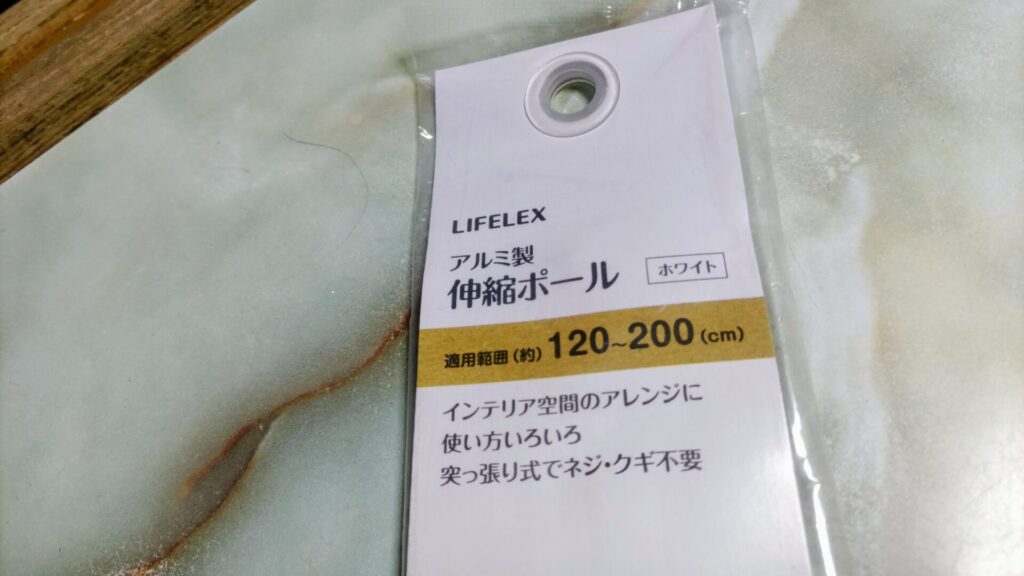 LIFELEX
アルミ製
伸縮ポール ホワイト
適用範囲(約) 120~200(cm)
インテリア空間のアレンジに
使い方いろいろ
突っ張り式でネジ・クギ不要